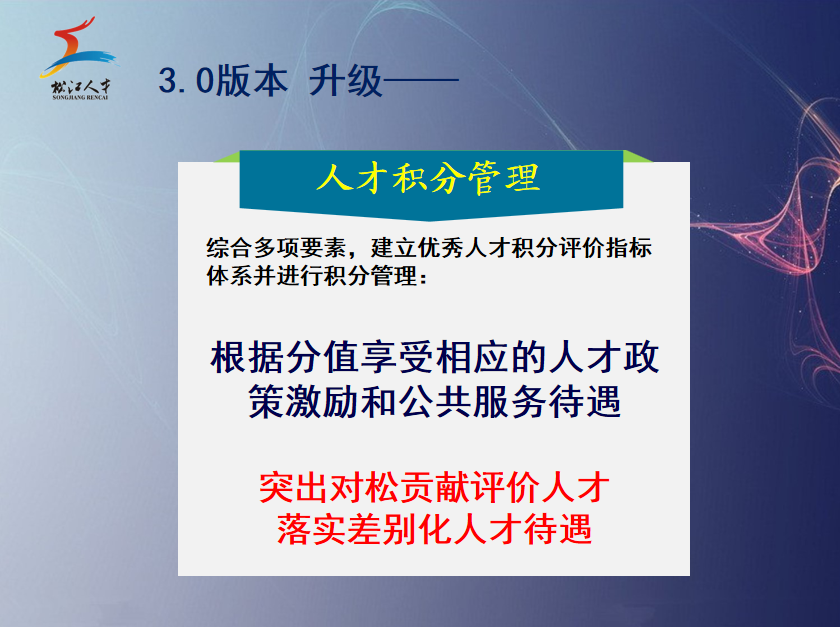 松江人才
SONGJIANG RENCAI
3.0版本 升级——
人才积分管理
综合多项要素，建立优秀人才积分评价指标
体系并进行积分管理：
根据分值享受相应的人才政
策激励和公共服务待遇
突出对松贡献评价人才
落实差别化人才待遇